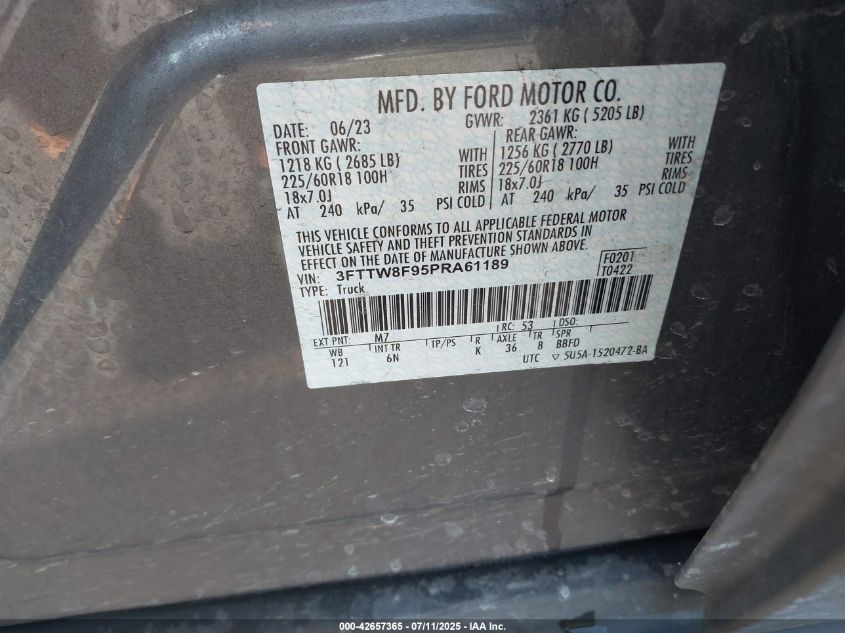 MFD. BY FORD MOTOR CO.
DATE: 06/23 GVWR: 2361 KG ( 5205 LB)
FRONT GAWR: REAR GAWR:
1218 KG ( 2685 LB) WITH 1256 KG ( 2770 LB) WITH
225/60R18 100H TIRES 225/60R18 100H TIRES
18x7.0J RIMS 18x7.0J RIMS
AT 240 kPa/ 35 PSI COLD AT 240 kPa/ 35 PSI COLD
THIS VEHICLE CONFORMS TO ALL APPLICABLE FEDERAL MOTOR
VEHICLE SAFETY AND THEFT PREVENTION STANDARDS IN
EFFECT ON THE DATE OF MANUFACTURE SHOWN ABOVE.
VIN: 3FTTW8F95PRA61189 F0201
TYPE: Truck T0422
EXT PNT: M7 RC: 53 DSO:
WB INT TR TP/PS R AXLE TR SPR
121 6N K 36 8 BBFD
UTC ▽ 5U5A-1520472-BA
000-42657365 - 07/11/2025 - IAA Inc.